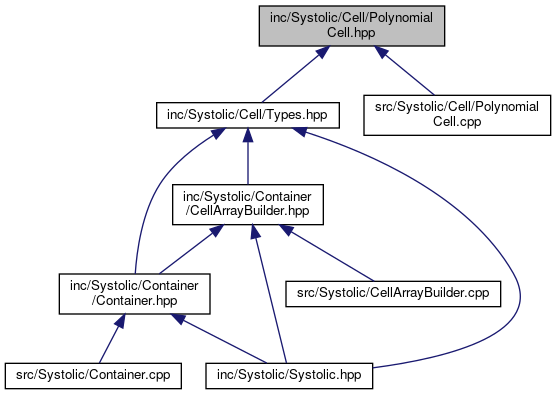 inc/Systolic/Cell/Polynomial
Cell.hpp
inc/Systolic/Cell/Types.hpp
src/Systolic/Cell/Polynomial
Cell.cpp
inc/Systolic/Container
/CellArrayBuilder.hpp
inc/Systolic/Container
/Container.hpp
src/Systolic/CellArrayBuilder.cpp
src/Systolic/Container.cpp
inc/Systolic/Systolic.hpp